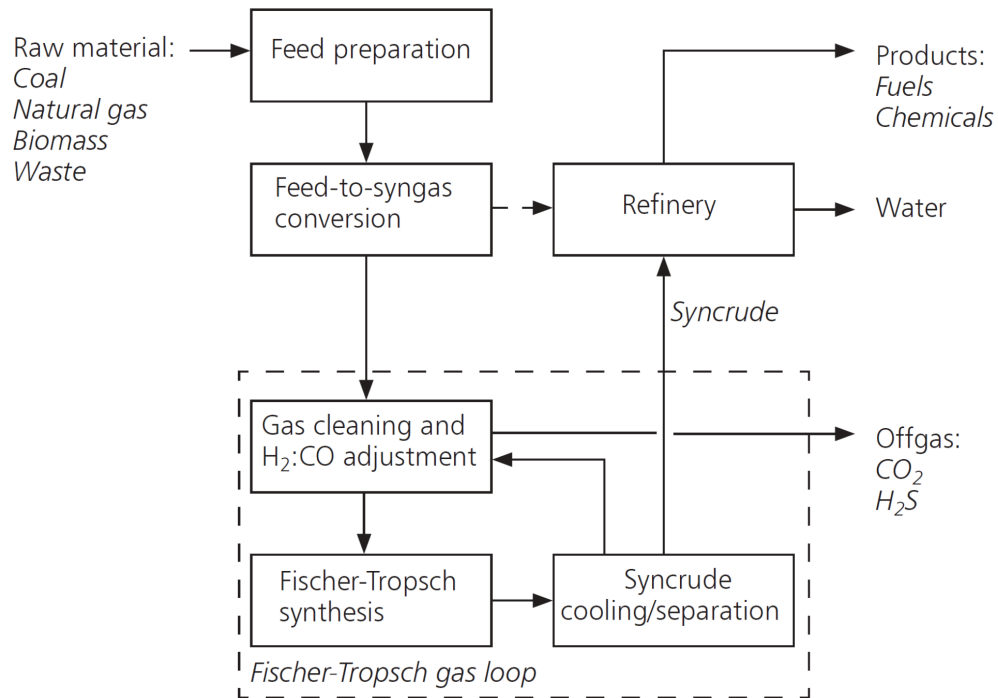 Raw material:
Coal
Natural gas
Biomass
Waste
Feed preparation
Products:
Fuels
Chemicals
Feed-to-syngas
conversion
Refinery
Water
Syncrude
Gas cleaning and
H₂:CO adjustment
Offgas:
CO₂
H₂S
Fischer-Tropsch
synthesis
Syncrude
cooling/separation
Fischer-Tropsch gas loop